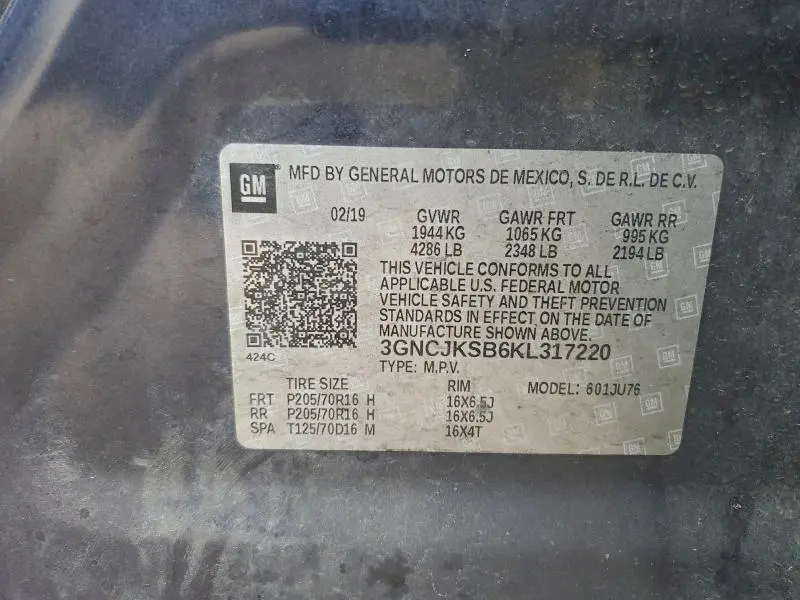 GM MFD BY GENERAL MOTORS DE MEXICO, S. DE R.L. DE C.V.
02/19 GVWR GAWR FRT GAWR RR
1944 KG 1065 KG 995 KG
4286 LB 2348 LB 2194 LB
THIS VEHICLE CONFORMS TO ALL
APPLICABLE U.S. FEDERAL MOTOR
VEHICLE SAFETY AND THEFT PREVENTION
STANDARDS IN EFFECT ON THE DATE OF
MANUFACTURE SHOWN ABOVE.
424C 3GNCJKSB6KL317220
TYPE: M.P.V.
TIRE SIZE RIM MODEL: 601JU76
FRT P205/70R16 H 16X6.5J
RR P205/70R16 H 16X6.5J
SPA T125/70D16 M 16X4T